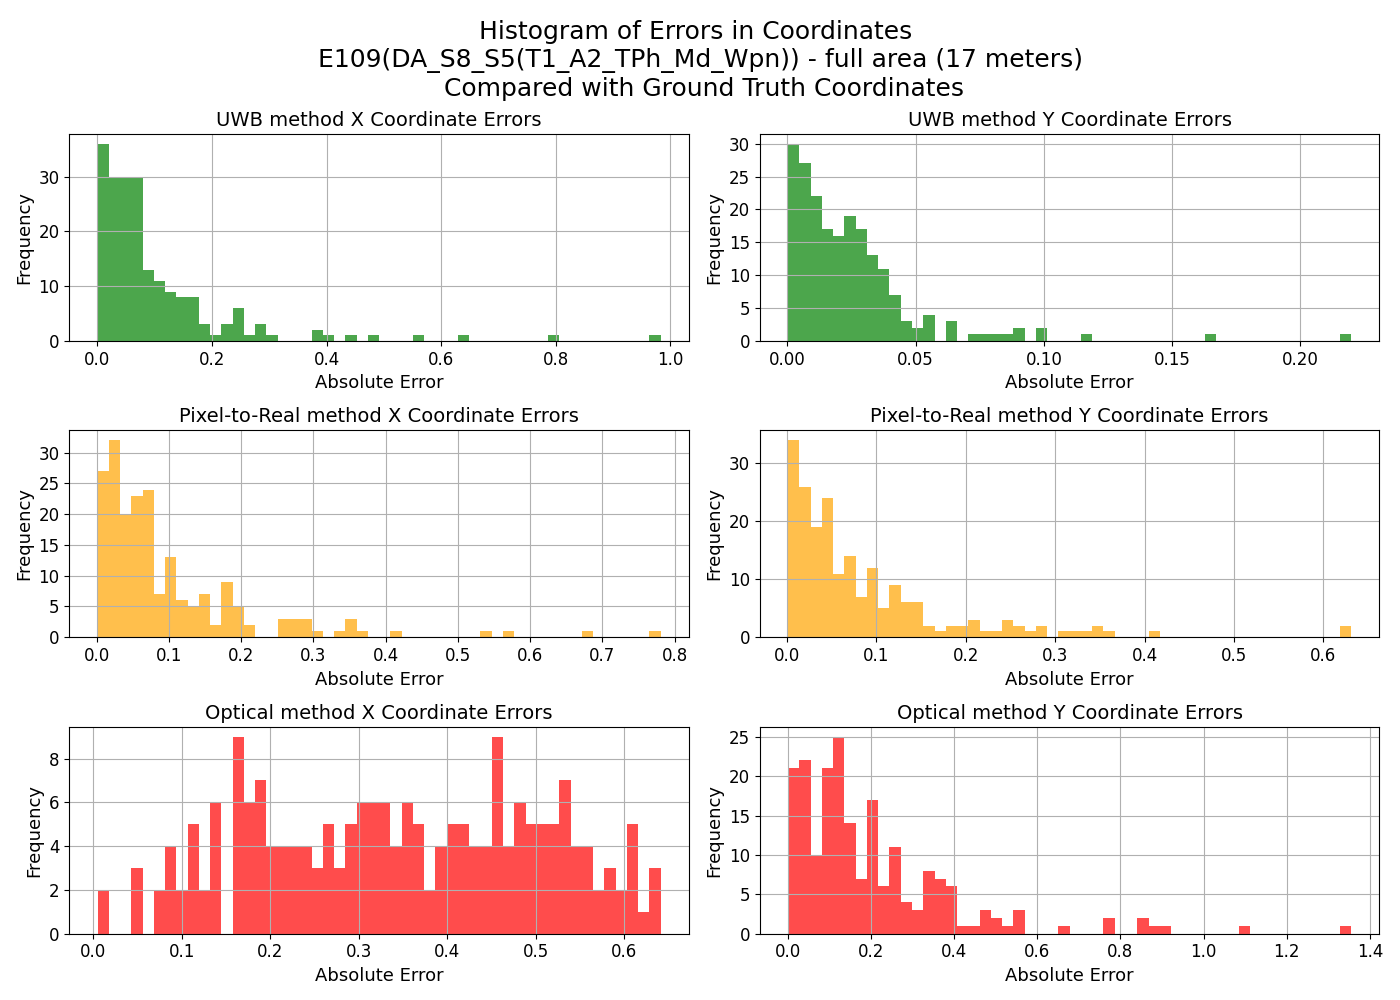 Histogram of Errors in Coordinates
E109(DA_S8_S5(T1_A2_TPh_Md_Wpn)) - full area (17 meters)
Compared with Ground Truth Coordinates
UWB method X Coordinate Errors
Frequency
30
20
10
0
0.0 0.2 0.4 0.6 0.8 1.0
Absolute Error
UWB method Y Coordinate Errors
Frequency
30
25
20
15
10
5
0
0.00 0.05 0.10 0.15 0.20
Absolute Error
Pixel-to-Real method X Coordinate Errors
Frequency
30
25
20
15
10
5
0
0.0 0.1 0.2 0.3 0.4 0.5 0.6 0.7 0.8
Absolute Error
Pixel-to-Real method Y Coordinate Errors
Frequency
30
20
10
0
0.0 0.1 0.2 0.3 0.4 0.5 0.6
Absolute Error
Optical method X Coordinate Errors
Frequency
8
6
4
2
0
0.0 0.1 0.2 0.3 0.4 0.5 0.6
Absolute Error
Optical method Y Coordinate Errors
Frequency
25
20
15
10
5
0
0.0 0.2 0.4 0.6 0.8 1.0 1.2 1.4
Absolute Error